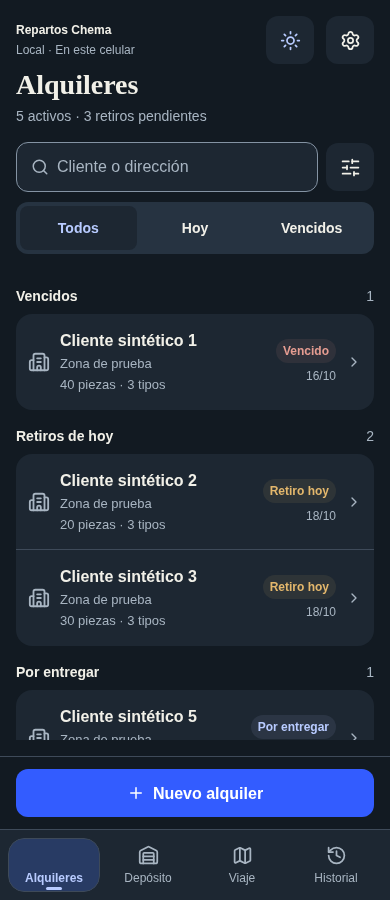 Repartos Chema
Local · En este celular
Alquileres
5 activos · 3 retiros pendientes
Cliente o dirección
Todos
Hoy
Vencidos
Vencidos
1
Cliente sintético 1
Zona de prueba
40 piezas · 3 tipos
Vencido
16/10
Retiros de hoy
2
Cliente sintético 2
Zona de prueba
20 piezas · 3 tipos
Retiro hoy
18/10
Cliente sintético 3
Zona de prueba
30 piezas · 3 tipos
Retiro hoy
18/10
Por entregar
1
Cliente sintético 5
Zona de prueba
Por entregar
Nuevo alquiler
Alquileres
Depósito
Viaje
Historial